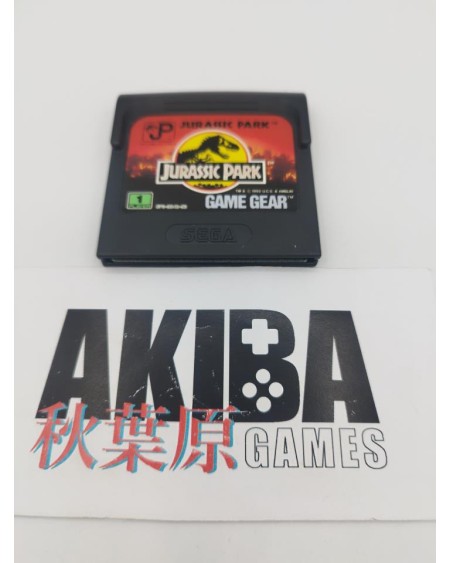 JP JURASSIC PARK™
JURASSIC PARK
1
GAME GEAR™
SEGA
AKIBA
秋葉原 GAMES